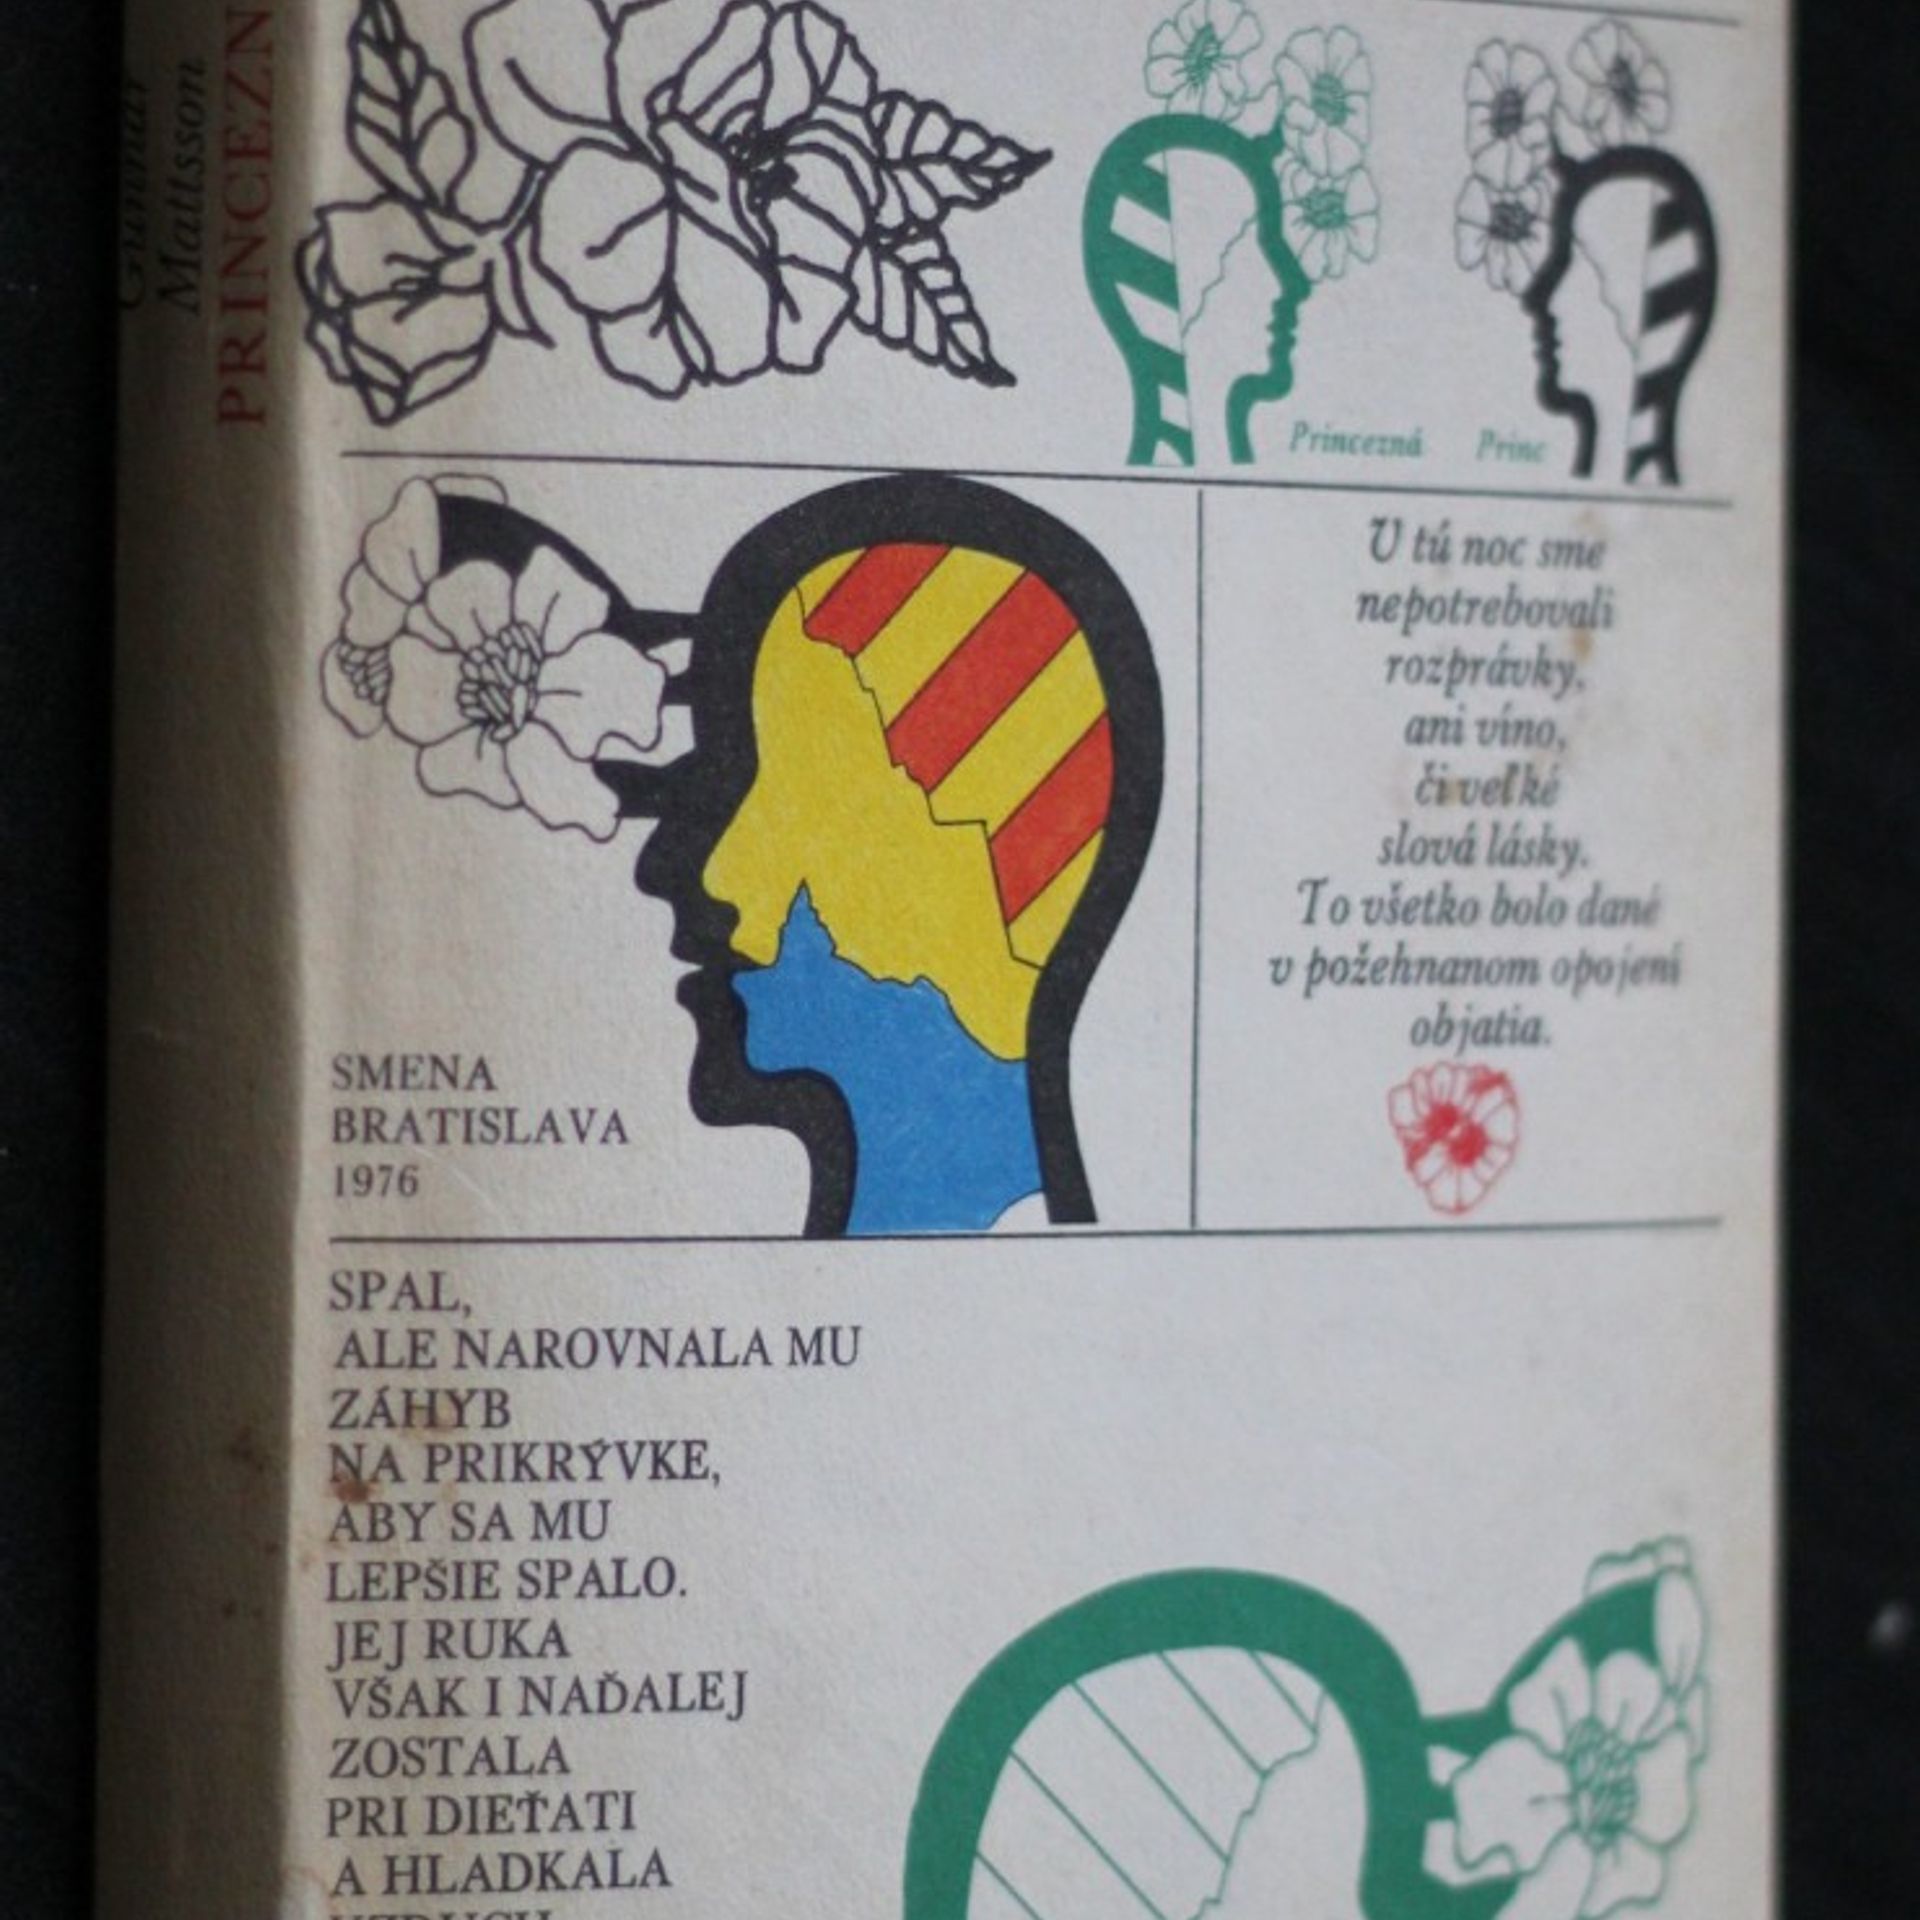 Gunnar
Mattsson
PRINCEZN
Princezná
Princ
V tú noc sme
nepotrebovali
rozprávky,
ani víno,
či veľké
slová lásky.
To všetko bolo dané
v požehnanom opojení
objatia.
SMENA
BRATISLAVA
1976
SPAL,
ALE NAROVNALA MU
ZÁHYB
NA PRIKRÝVKE,
ABY SA MU
LEPŠIE SPALO.
JEJ RUKA
VŠAK I NAĎALEJ
ZOSTALA
PRI DIEŤATI
A HLADKALA